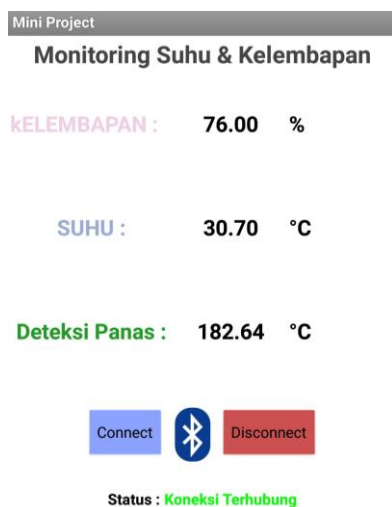 Mini Project
Monitoring Suhu & Kelembapan
kELEMBAPAN : 76.00 %
SUHU : 30.70 °C
Deteksi Panas : 182.64 °C
Connect Disconnect
Status : Koneksi Terhubung